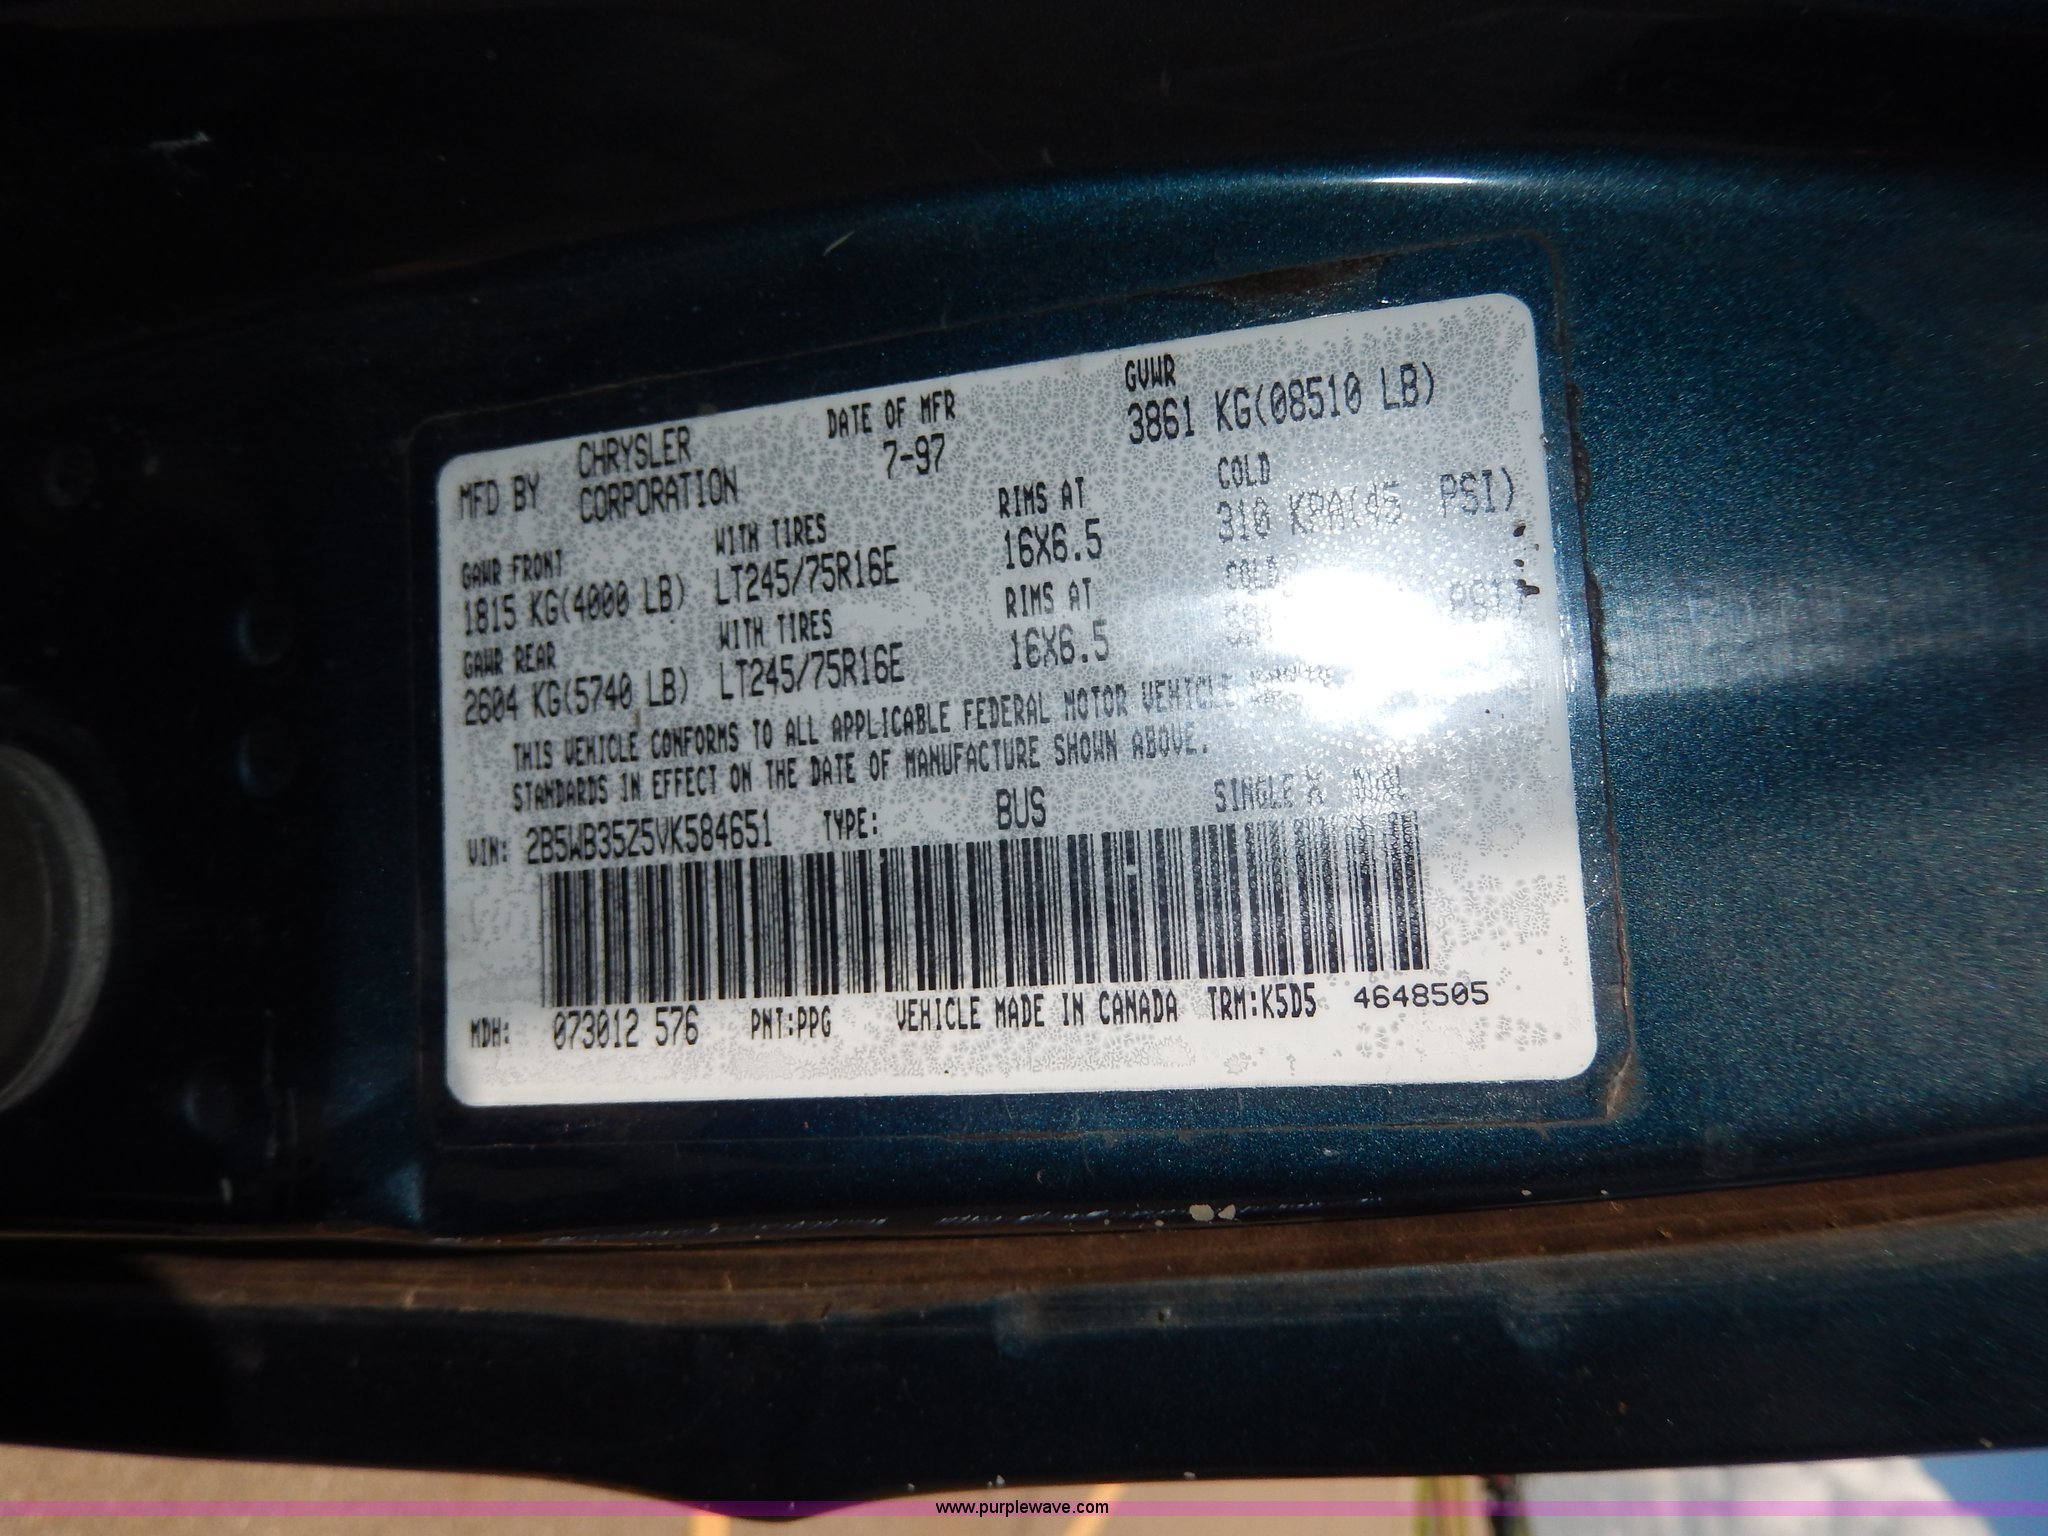 MFD BY CHRYSLER CORPORATION
DATE OF MFR 7-97
GVWR 3861 KG(08510 LB)
GAWR FRONT WITH TIRES RIMS AT COLD
1815 KG(4000 LB) LT245/75R16E 16X6.5 310 KPA(45 PSI)
GAWR REAR WITH TIRES RIMS AT COLD
2604 KG(5740 LB) LT245/75R16E 16X6.5 PSI)
THIS VEHICLE CONFORMS TO ALL APPLICABLE FEDERAL MOTOR VEHICLE
STANDARDS IN EFFECT ON THE DATE OF MANUFACTURE SHOWN ABOVE.
VIN: 2B5WB35Z5VK584651 TYPE: BUS SINGLE X DUAL
MDH: 073012 576 PNT:PPG VEHICLE MADE IN CANADA TRM:K5D5 4648505
www.purplewave.com